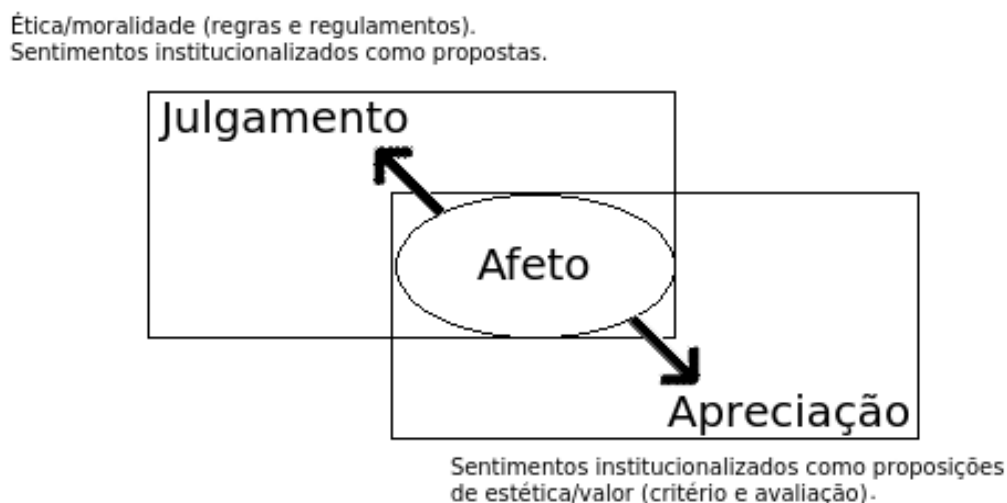 Ética/moralidade (regras e regulamentos).
Sentimentos institucionalizados como propostas.
Julgamento
Afeto
Apreciação
Sentimentos institucionalizados como proposições
de estética/valor (critério e avaliação).